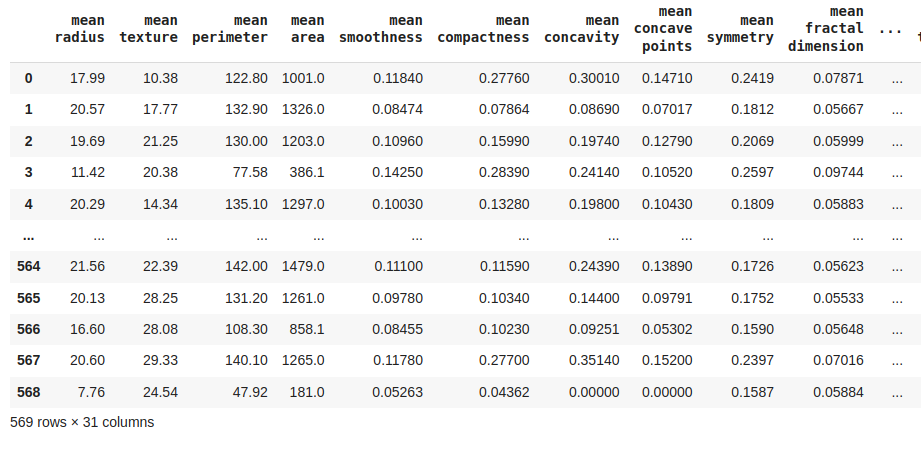 mean radius mean texture mean perimeter mean area mean smoothness mean compactness mean concavity mean concave points mean symmetry mean fractal dimension ...
0 17.99 10.38 122.80 1001.0 0.11840 0.27760 0.30010 0.14710 0.2419 0.07871 ...
1 20.57 17.77 132.90 1326.0 0.08474 0.07864 0.08690 0.07017 0.1812 0.05667 ...
2 19.69 21.25 130.00 1203.0 0.10960 0.15990 0.19740 0.12790 0.2069 0.05999 ...
3 11.42 20.38 77.58 386.1 0.14250 0.28390 0.24140 0.10520 0.2597 0.09744 ...
4 20.29 14.34 135.10 1297.0 0.10030 0.13280 0.19800 0.10430 0.1809 0.05883 ...
... ... ... ... ... ... ... ... ... ... ... ...
564 21.56 22.39 142.00 1479.0 0.11100 0.11590 0.24390 0.13890 0.1726 0.05623 ...
565 20.13 28.25 131.20 1261.0 0.09780 0.10340 0.14400 0.09791 0.1752 0.05533 ...
566 16.60 28.08 108.30 858.1 0.08455 0.10230 0.09251 0.05302 0.1590 0.05648 ...
567 20.60 29.33 140.10 1265.0 0.11780 0.27700 0.35140 0.15200 0.2397 0.07016 ...
568 7.76 24.54 47.92 181.0 0.05263 0.04362 0.00000 0.00000 0.1587 0.05884 ...
569 rows × 31 columns